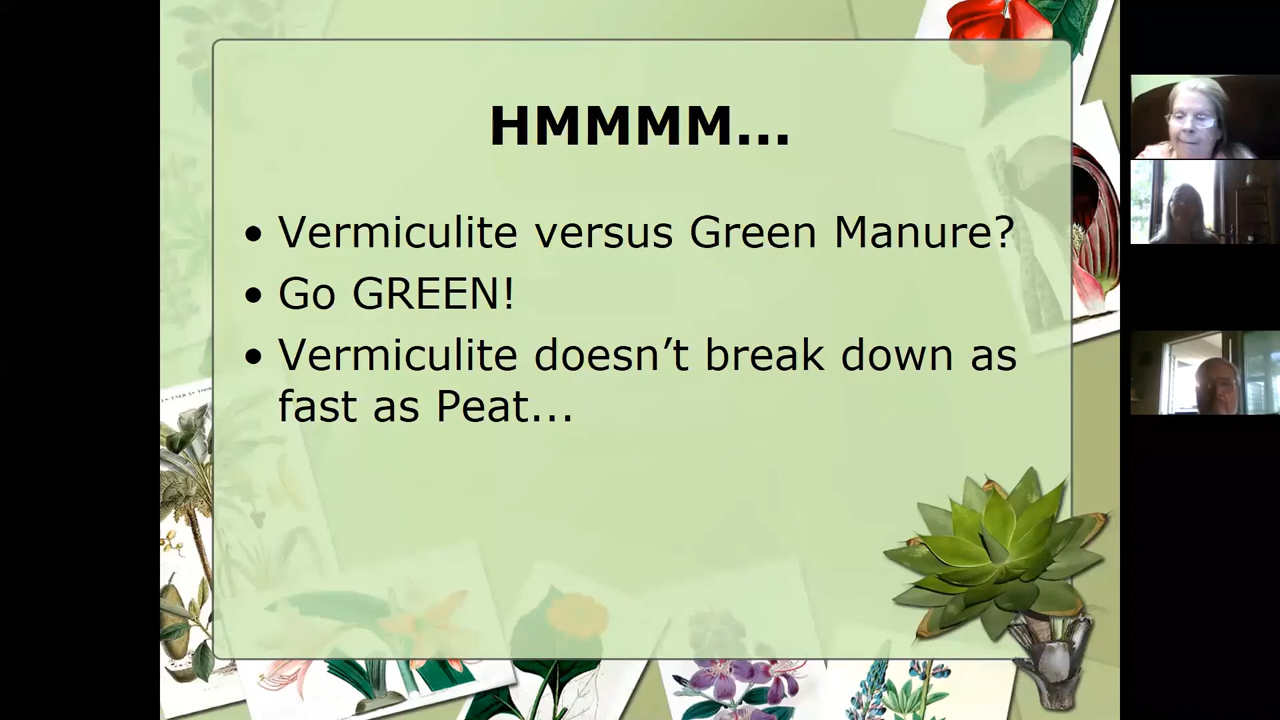 HMMMM...
• Vermiculite versus Green Manure?
• Go GREEN!
• Vermiculite doesn’t break down as
fast as Peat...